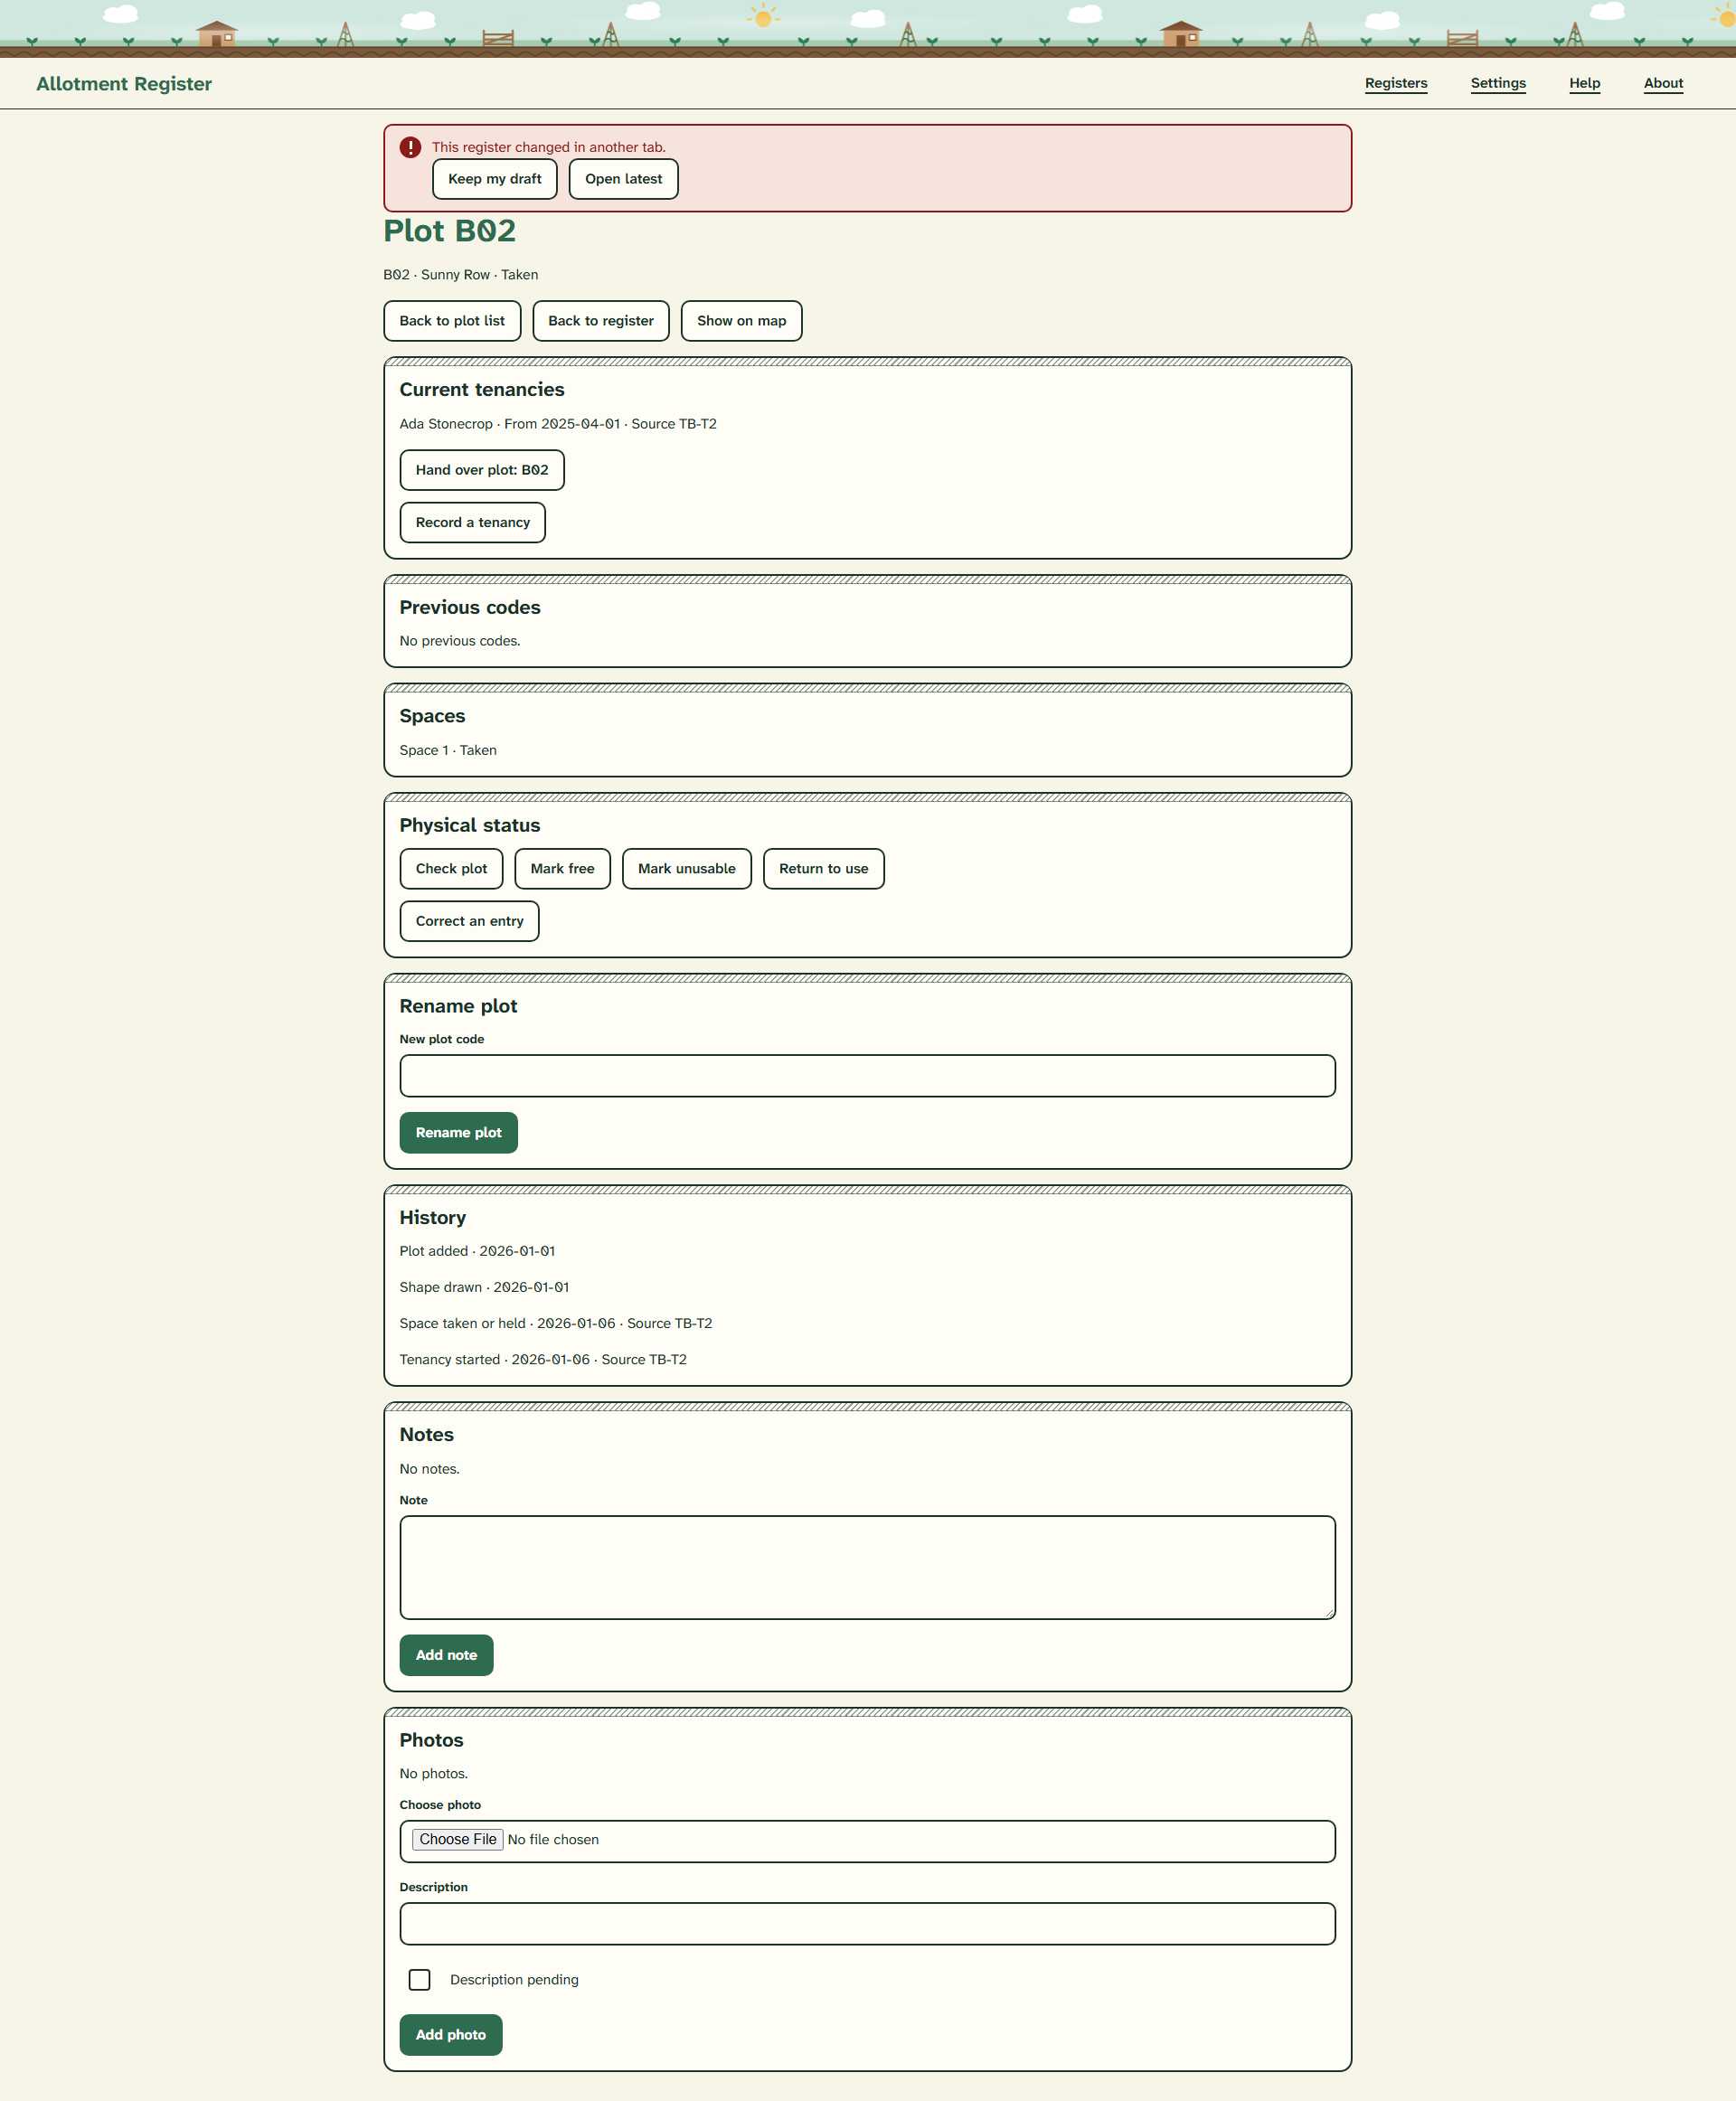 Allotment Register
Registers Settings Help About
This register changed in another tab.
Keep my draft Open latest
Plot B02
B02 · Sunny Row · Taken
Back to plot list Back to register Show on map
Current tenancies
Ada Stonecrop · From 2025-04-01 · Source TB-T2
Hand over plot: B02
Record a tenancy
Previous codes
No previous codes.
Spaces
Space 1 · Taken
Physical status
Check plot Mark free Mark unusable Return to use
Correct an entry
Rename plot
New plot code
Rename plot
History
Plot added · 2026-01-01
Shape drawn · 2026-01-01
Space taken or held · 2026-01-06 · Source TB-T2
Tenancy started · 2026-01-06 · Source TB-T2
Notes
No notes.
Note
Add note
Photos
No photos.
Choose photo
Choose File No file chosen
Description
Description pending
Add photo